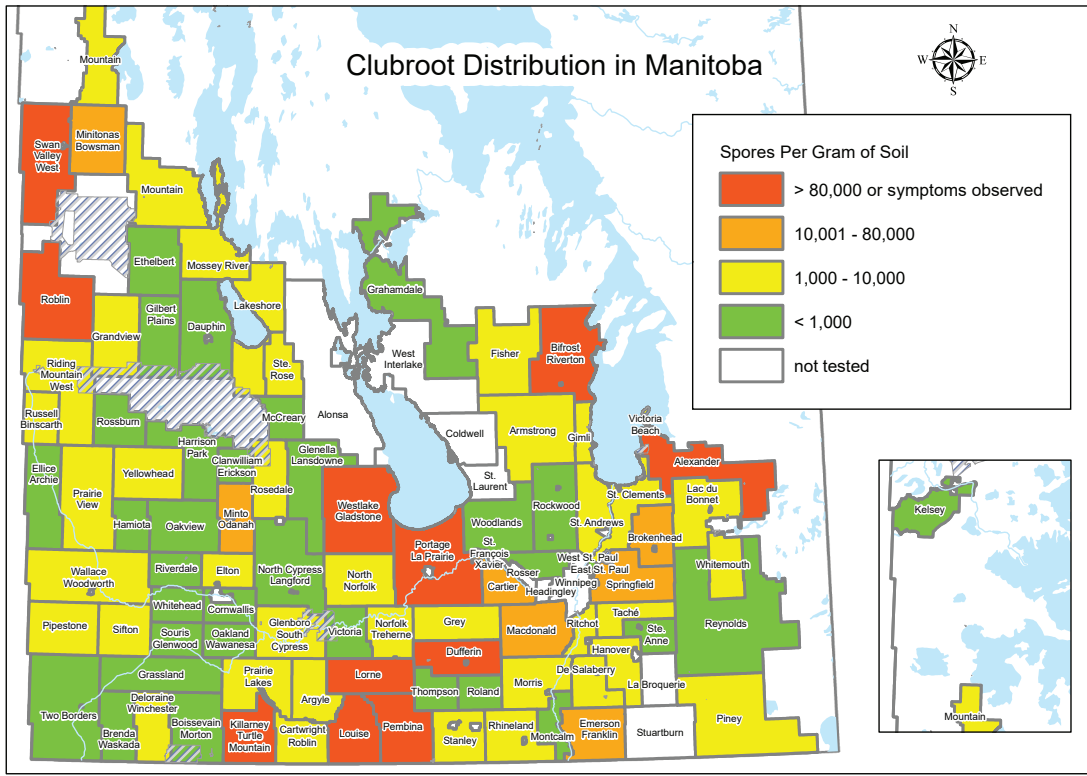 Clubroot Distribution in Manitoba
N
W
E
S
Spores Per Gram of Soil
> 80,000 or symptoms observed
10,001 - 80,000
1,000 - 10,000
< 1,000
not tested
Mountain
Swan
Valley
West
Minitonas
Bowsman
Mountain
Ethelbert
Mossey River
Roblin
Grandview
Gilbert
Plains
Dauphin
Lakeshore
Grahamdale
Riding
Mountain
West
Ste.
Rose
West
Interlake
Fisher
Bifrost
Riverton
Russell
Binscarth
Rossburn
McCreary
Alonsa
Coldwell
Armstrong
Gimli
Victoria
Beach
Alexander
Harrison
Park
Clanwilliam
Erickson
Glenella
Lansdowne
Ellice
Archie
Prairie
View
Yellowhead
Rosedale
Westlake
Gladstone
St.
Laurent
St. Clements
Lac du
Bonnet
Hamiota
Oakview
Minto
Odanah
Portage
La Prairie
Woodlands
Rockwood
St. Andrews
Brokenhead
Kelsey
Wallace
Woodworth
Riverdale
Elton
North Cypress
Langford
North
Norfolk
St.
François
Xavier
Rosser
West St. Paul
East St. Paul
Whitemouth
Cartier
Headingley
Winnipeg
Springfield
Whitehead
Cornwallis
Pipestone
Sifton
Souris
Glenwood
Oakland
Wawanesa
Glenboro
South
Cypress
Victoria
Norfolk
Treherne
Grey
Macdonald
Ritchot
Taché
Ste.
Anne
Reynolds
Dufferin
Hanover
Grassland
Prairie
Lakes
Argyle
Lorne
Thompson
Roland
Morris
De Salaberry
La Broquerie
Two Borders
Deloraine
Winchester
Brenda
Waskada
Boissevain
Morton
Killarney
Turtle
Mountain
Cartwright
Roblin
Louise
Pembina
Stanley
Rhineland
Montcalm
Emerson
Franklin
Stuartburn
Piney
Mountain